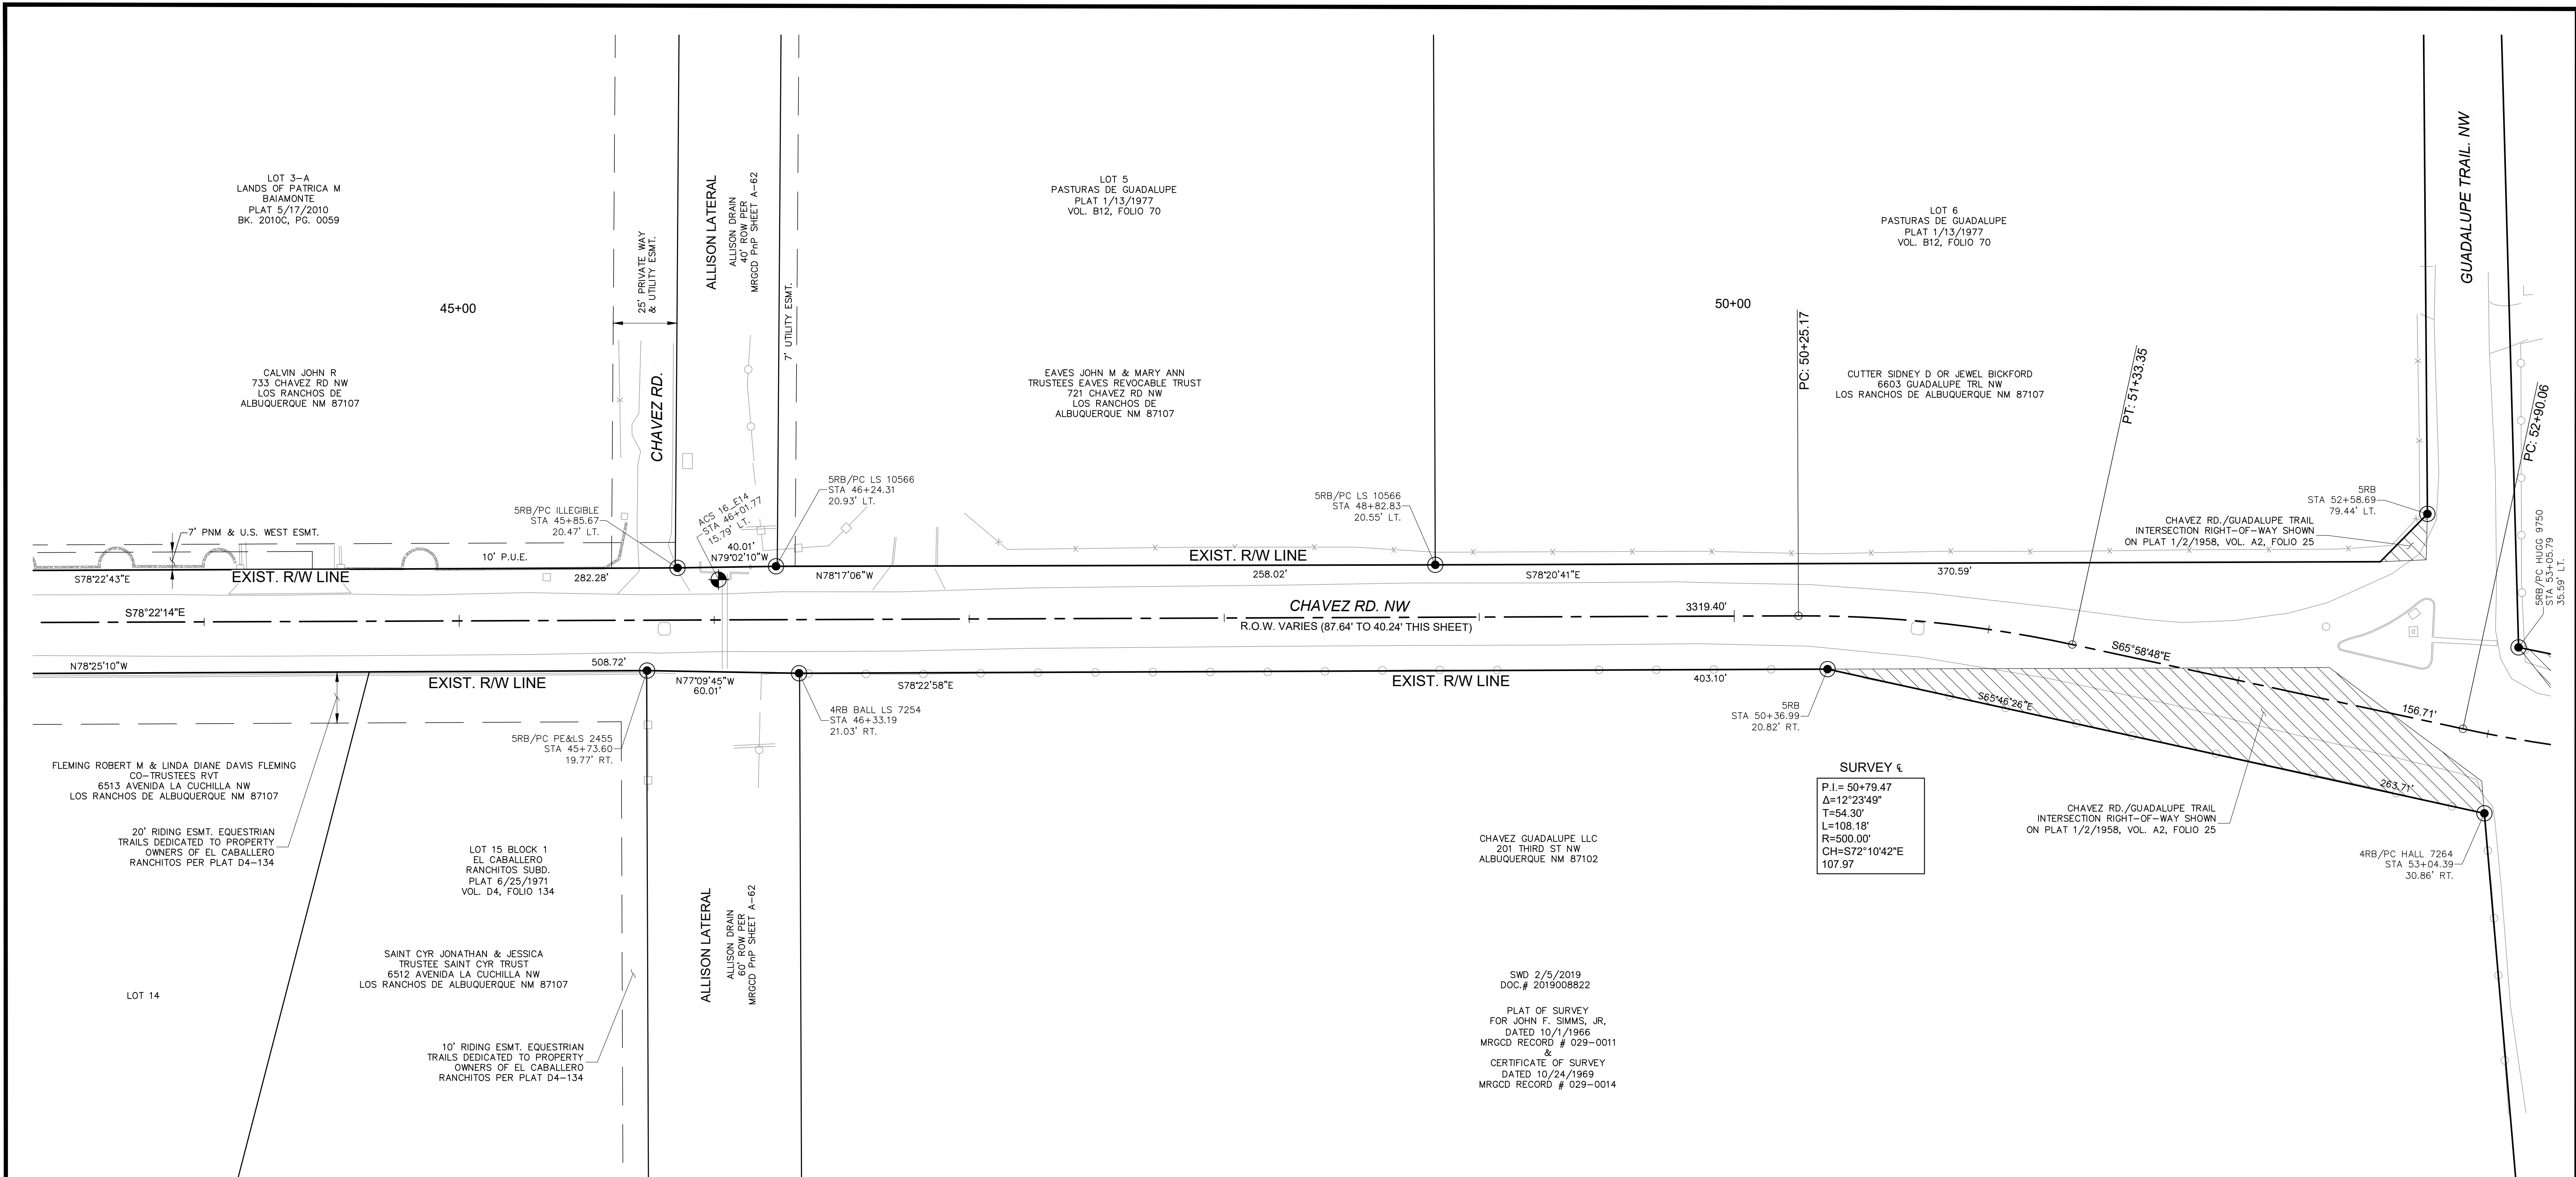 LOT 3-A
LANDS OF PATRICA M
BAIAMONTE
PLAT 5/17/2010
BK. 2010C, PG. 0059
45+00
CALVIN JOHN R
733 CHAVEZ RD NW
LOS RANCHOS DE
ALBUQUERQUE NM 87107
25' PRIVATE WAY
& UTILITY ESMT.
CHAVEZ RD.
ALLISON LATERAL
ALLISON DRAIN
40' ROW PER
MRGCD PnP SHEET A-62
7' UTILITY ESMT.
LOT 5
PASTURAS DE GUADALUPE
PLAT 1/13/1977
VOL. B12, FOLIO 70
EAVES JOHN M & MARY ANN
TRUSTEES EAVES REVOCABLE TRUST
721 CHAVEZ RD NW
LOS RANCHOS DE
ALBUQUERQUE NM 87107
LOT 6
PASTURAS DE GUADALUPE
PLAT 1/13/1977
VOL. B12, FOLIO 70
50+00
PC: 50+25.17
CUTTER SIDNEY D OR JEWEL BICKFORD
6603 GUADALUPE TRL NW
LOS RANCHOS DE ALBUQUERQUE NM 87107
PT: 51+33.35
GUADALUPE TRAIL. NW
PC: 52+90.06
5RB/PC ILLEGIBLE
STA 45+85.67
20.47' LT.
ACS 16_E14
STA 46+01.77
15.79' LT.
5RB/PC LS 10566
STA 46+24.31
20.93' LT.
5RB/PC LS 10566
STA 48+82.83
20.55' LT.
5RB
STA 52+58.69
79.44' LT.
CHAVEZ RD./GUADALUPE TRAIL
INTERSECTION RIGHT-OF-WAY SHOWN
ON PLAT 1/2/1958, VOL. A2, FOLIO 25
5RB/PC HUGG 9750
STA 53+05.79
35.59' LT.
7' PNM & U.S. WEST ESMT.
10' P.U.E.
S78°22'43"E
EXIST. R/W LINE
282.28'
40.01'
N79°02'10"W
N78°17'06"W
EXIST. R/W LINE
258.02'
S78°20'41"E
370.59'
S78°22'14"E
CHAVEZ RD. NW
R.O.W. VARIES (87.64' TO 40.24' THIS SHEET)
3319.40'
S65°58'48"E
156.71'
N78°25'10"W
508.72'
EXIST. R/W LINE
N77°09'45"W
60.01'
S78°22'58"E
EXIST. R/W LINE
403.10'
S65°46'26"E
263.71'
5RB/PC PE&LS 2455
STA 45+73.60
19.77' RT.
4RB BALL LS 7254
STA 46+33.19
21.03' RT.
5RB
STA 50+36.99
20.82' RT.
FLEMING ROBERT M & LINDA DIANE DAVIS FLEMING
CO-TRUSTEES RVT
6513 AVENIDA LA CUCHILLA NW
LOS RANCHOS DE ALBUQUERQUE NM 87107
20' RIDING ESMT. EQUESTRIAN
TRAILS DEDICATED TO PROPERTY
OWNERS OF EL CABALLERO
RANCHITOS PER PLAT D4-134
LOT 15 BLOCK 1
EL CABALLERO
RANCHITOS SUBD.
PLAT 6/25/1971
VOL. D4, FOLIO 134
SAINT CYR JONATHAN & JESSICA
TRUSTEE SAINT CYR TRUST
6512 AVENIDA LA CUCHILLA NW
LOS RANCHOS DE ALBUQUERQUE NM 87107
LOT 14
10' RIDING ESMT. EQUESTRIAN
TRAILS DEDICATED TO PROPERTY
OWNERS OF EL CABALLERO
RANCHITOS PER PLAT D4-134
ALLISON LATERAL
ALLISON DRAIN
60' ROW PER
MRGCD PnP SHEET A-62
CHAVEZ GUADALUPE LLC
201 THIRD ST NW
ALBUQUERQUE NM 87102
SURVEY ℄
P.I.= 50+79.47
Δ=12°23'49"
T=54.30'
L=108.18'
R=500.00'
CH=S72°10'42"E
107.97
CHAVEZ RD./GUADALUPE TRAIL
INTERSECTION RIGHT-OF-WAY SHOWN
ON PLAT 1/2/1958, VOL. A2, FOLIO 25
4RB/PC HALL 7264
STA 53+04.39
30.86' RT.
SWD 2/5/2019
DOC.# 2019008822
PLAT OF SURVEY
FOR JOHN F. SIMMS, JR,
DATED 10/1/1966
MRGCD RECORD # 029-0011
&
CERTIFICATE OF SURVEY
DATED 10/24/1969
MRGCD RECORD # 029-0014